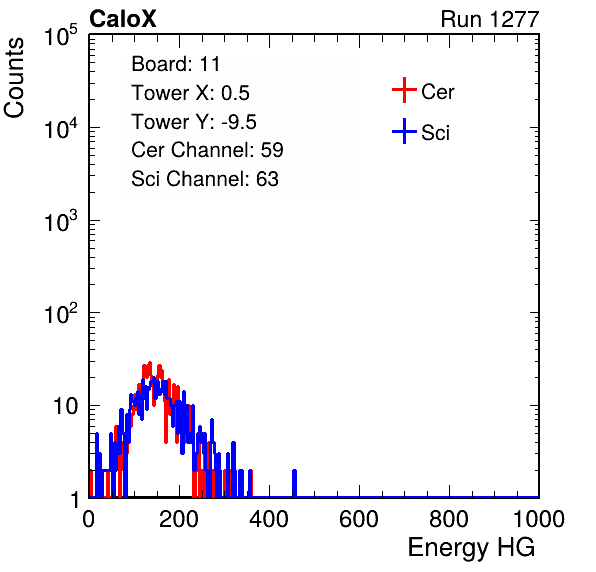 CaloX Run 1277
Counts
Board: 11
Tower X: 0.5
Tower Y: -9.5
Cer Channel: 59
Sci Channel: 63
Cer
Sci
10^5
10^4
10^3
10^2
10
1
0 200 400 600 800 1000
Energy HG